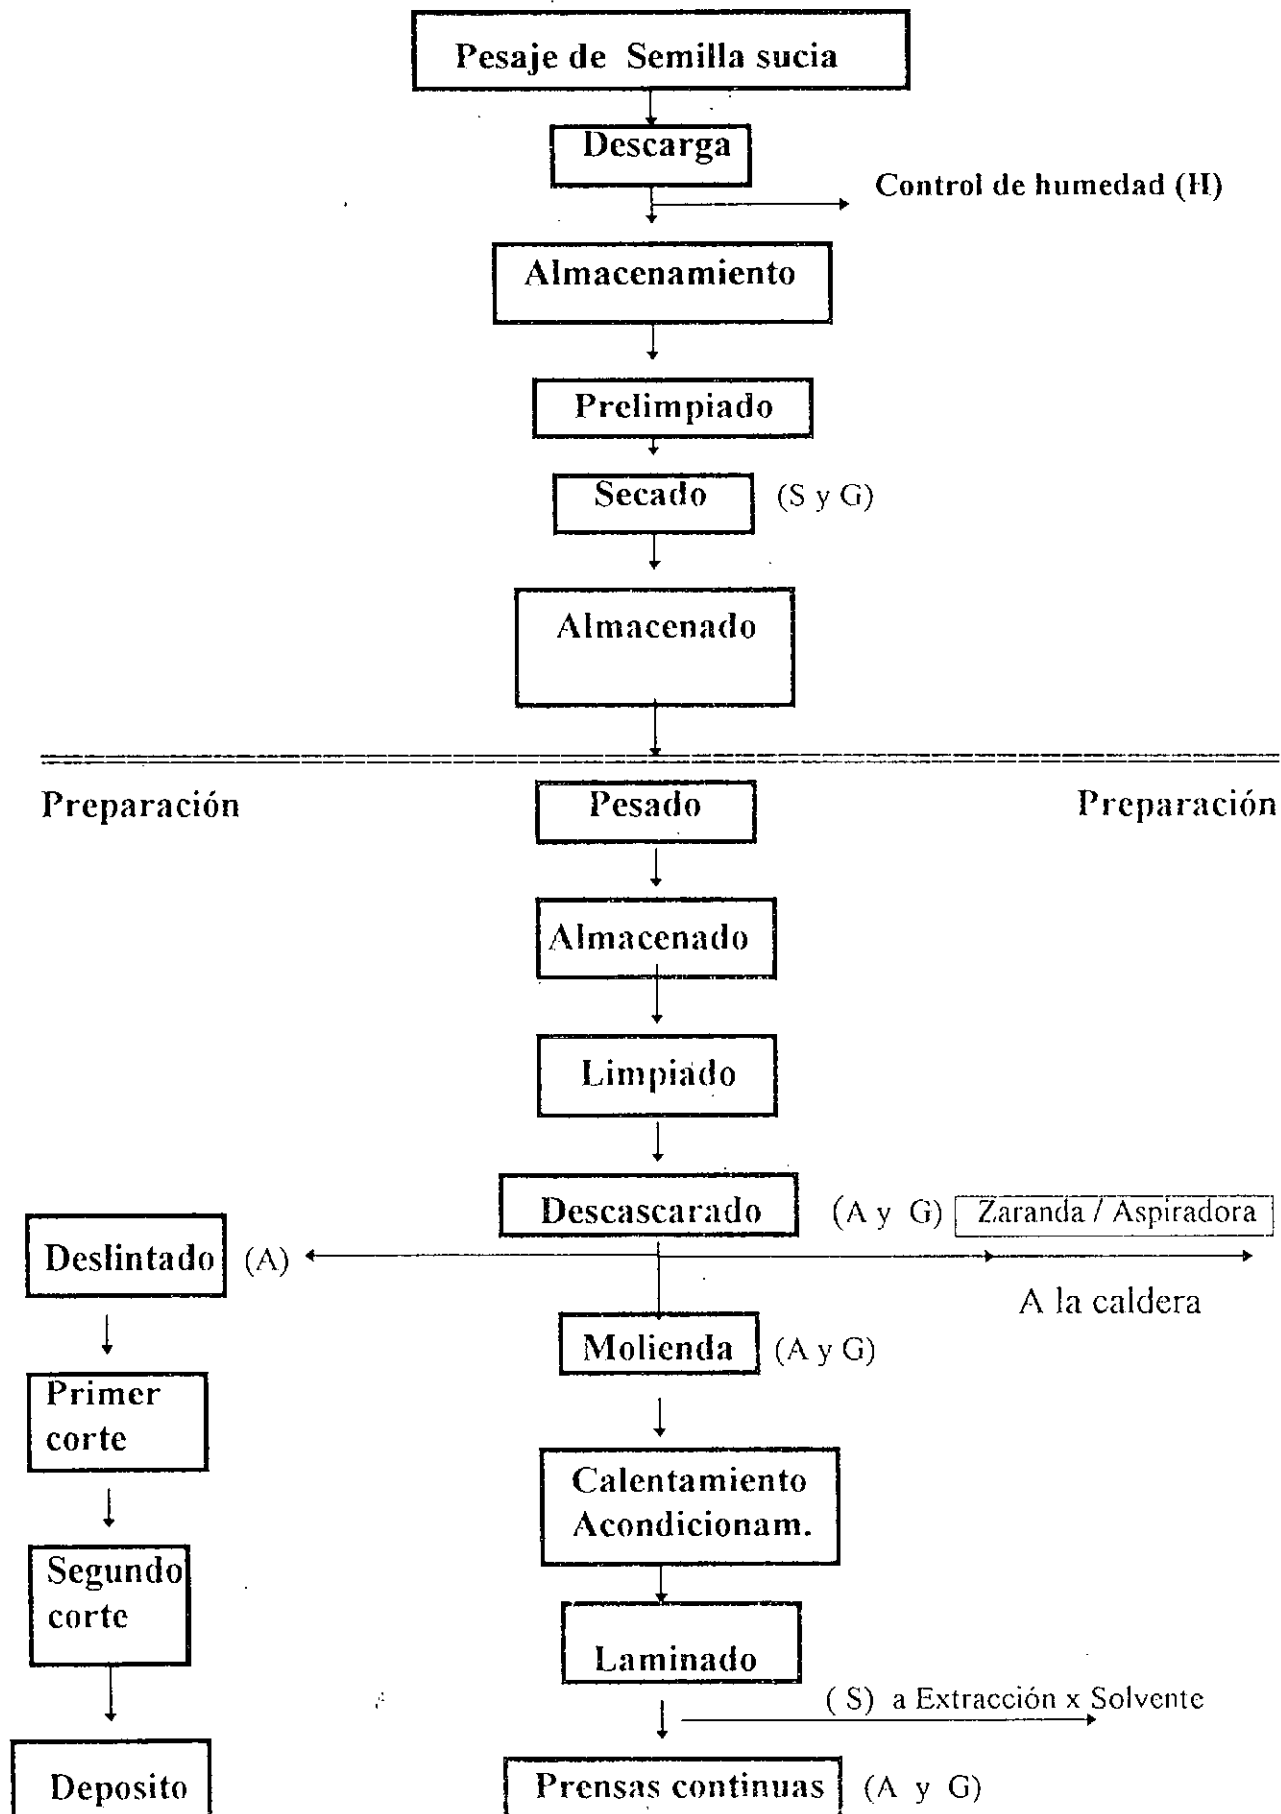 Pesaje de Semilla sucia
Descarga
Control de humedad (H)
Almacenamiento
Prelimpiado
Secado (S y G)
Almacenado
Preparación Pesado Preparación
Almacenado
Limpiado
Descascarado (A y G) Zaranda / Aspiradora
Deslintado (A)
A la caldera
Molienda (A y G)
Primer
corte
Calentamiento
Acondicionam.
Segundo
corte
Laminado
( S) a Extracción x Solvente
Deposito
Prensas continuas (A y G)